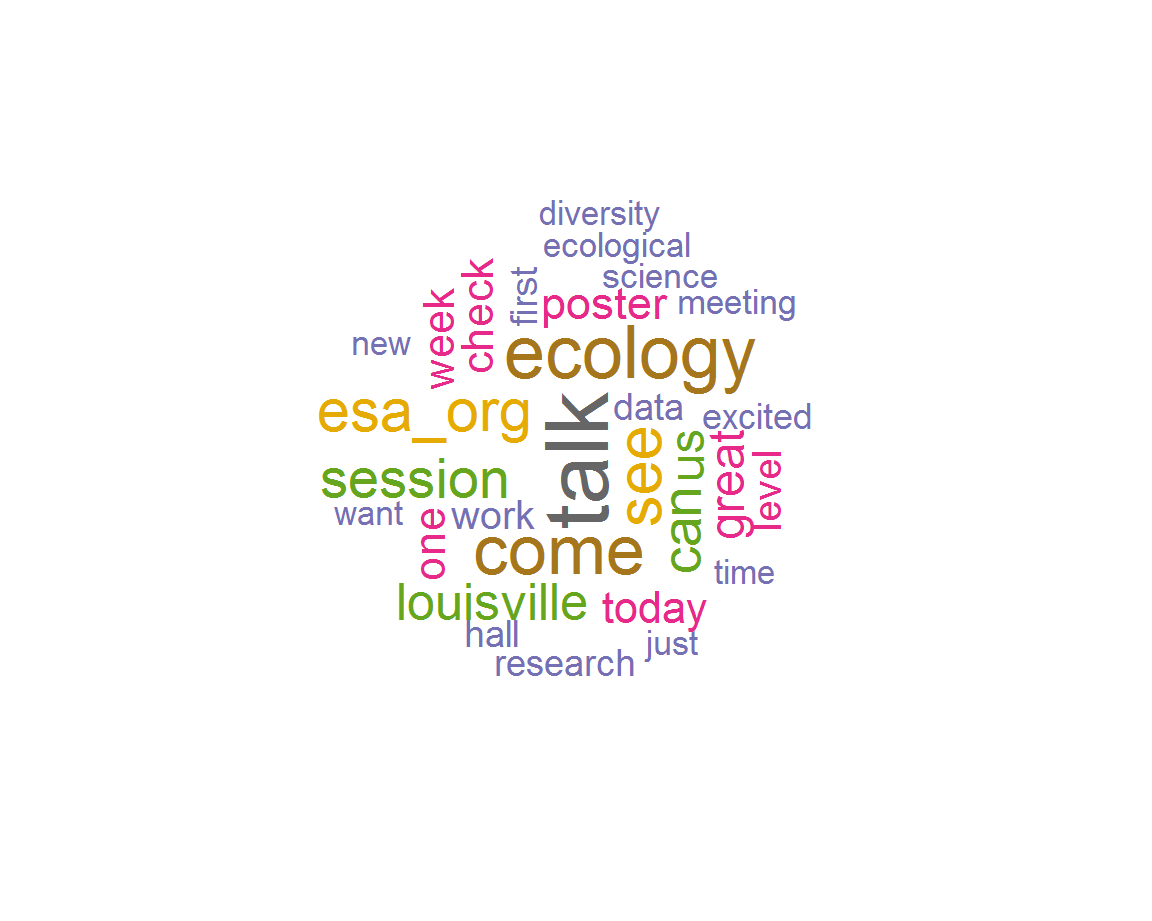 diversity
ecological
science
first
check
week
poster
meeting
new
ecology
esa_org
talk
data
excited
see
canus
great
level
session
want
one
work
come
time
louisville
today
hall
just
research